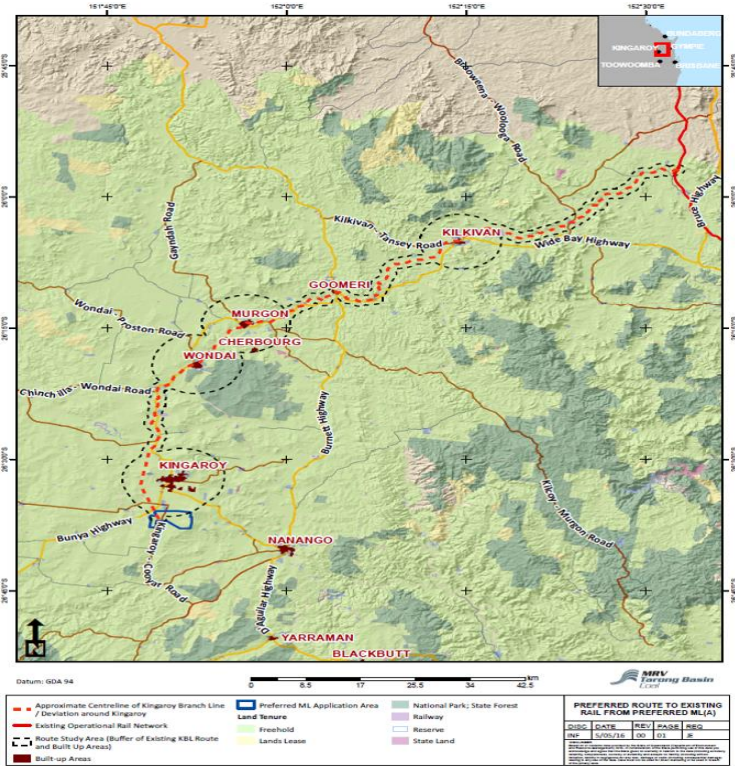 151°45'0"E
152°0'0"E
152°15'0"E
152°30'0"E
BUNDABERG
KINGAROY
GYMPIE
TOOWOOMBA
BRISBANE
Booweena - Woolooga Road
Gayndah Road
Kilkivan - Tansey Road
KILKIVAN
Wide Bay Highway
Bruce Highway
GOOMERI
MURGON
Wondai - Proston Road
CHERBOURG
WONDAI
Chinchilla - Wondai Road
Burnett Highway
KINGAROY
Bunya Highway
Kingaroy - Cooyar Road
Kilcoy - Murgon Road
NANANGO
D'Aguilar Highway
YARRAMAN
BLACKBUTT
N
Datum: GDA 94
0 8.5 17 25.5 34 42.5
km
MRV
Tarong Basin
Coal
Approximate Centreline of Kingaroy Branch Line
/ Deviation around Kingaroy
Existing Operational Rail Network
Route Study Area (Buffer of Existing KBL Route
and Built Up Areas)
Built-up Areas
Preferred ML Application Area
Land Tenure
Freehold
Lands Lease
National Park; State Forest
Railway
Reserve
State Land
PREFERRED ROUTE TO EXISTING
RAIL FROM PREFERRED ML(A)
DISC DATE REV PAGE REQ
INF 5/05/16 00 01 JE